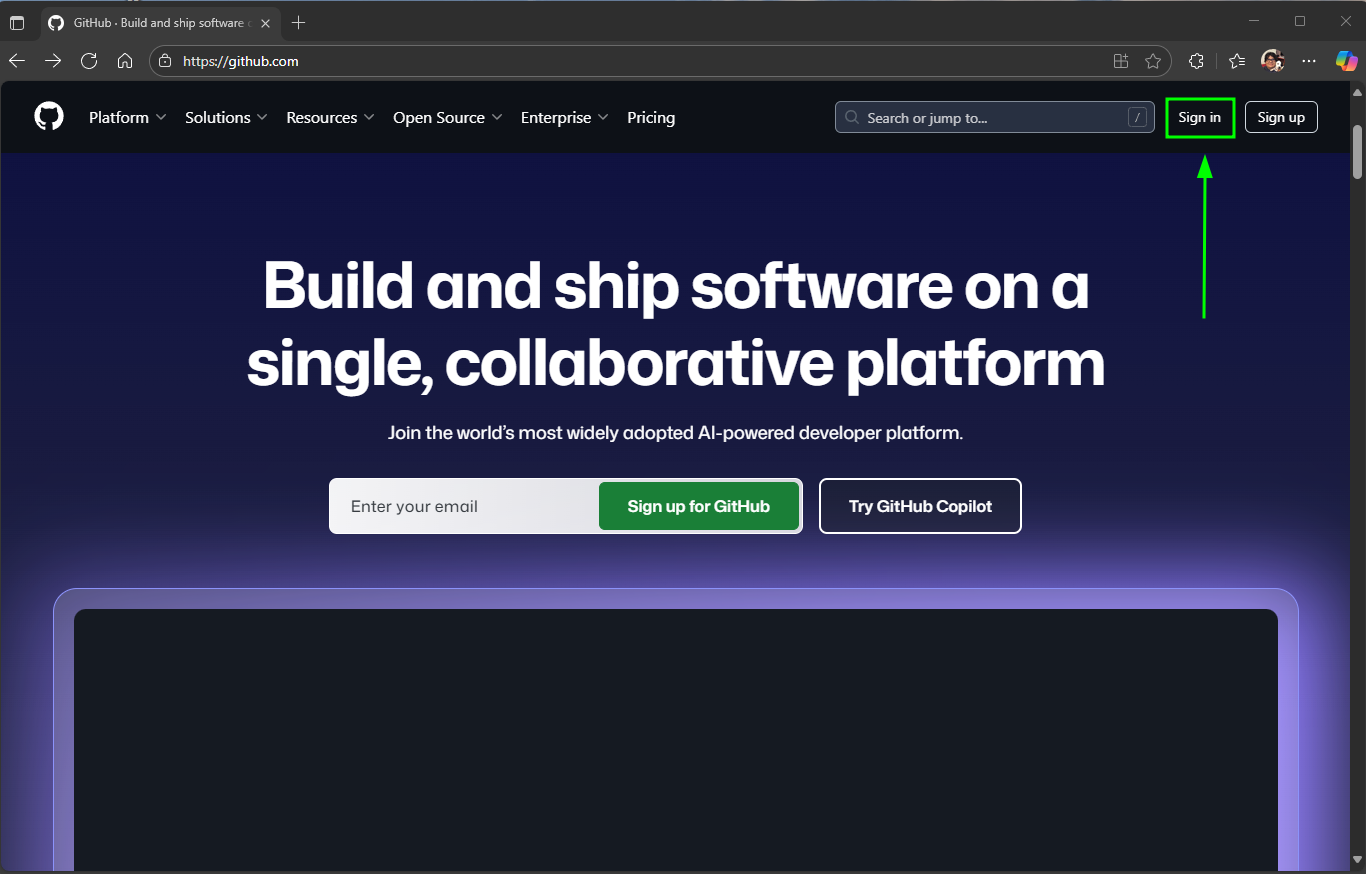 GitHub · Build and ship software
https://github.com
Platform Solutions Resources Open Source Enterprise Pricing Search or jump to... / Sign in Sign up
Build and ship software on a
single, collaborative platform
Join the world's most widely adopted AI-powered developer platform.
Enter your email Sign up for GitHub Try GitHub Copilot